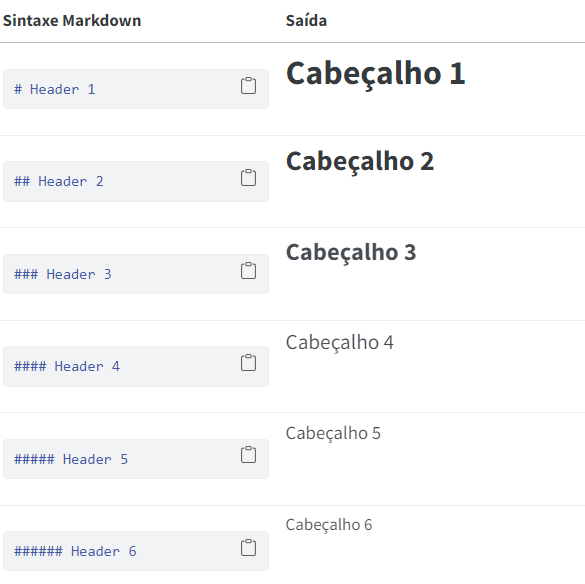 Sintaxe Markdown Saída
# Header 1 Cabeçalho 1
## Header 2 Cabeçalho 2
### Header 3 Cabeçalho 3
#### Header 4 Cabeçalho 4
##### Header 5 Cabeçalho 5
###### Header 6 Cabeçalho 6